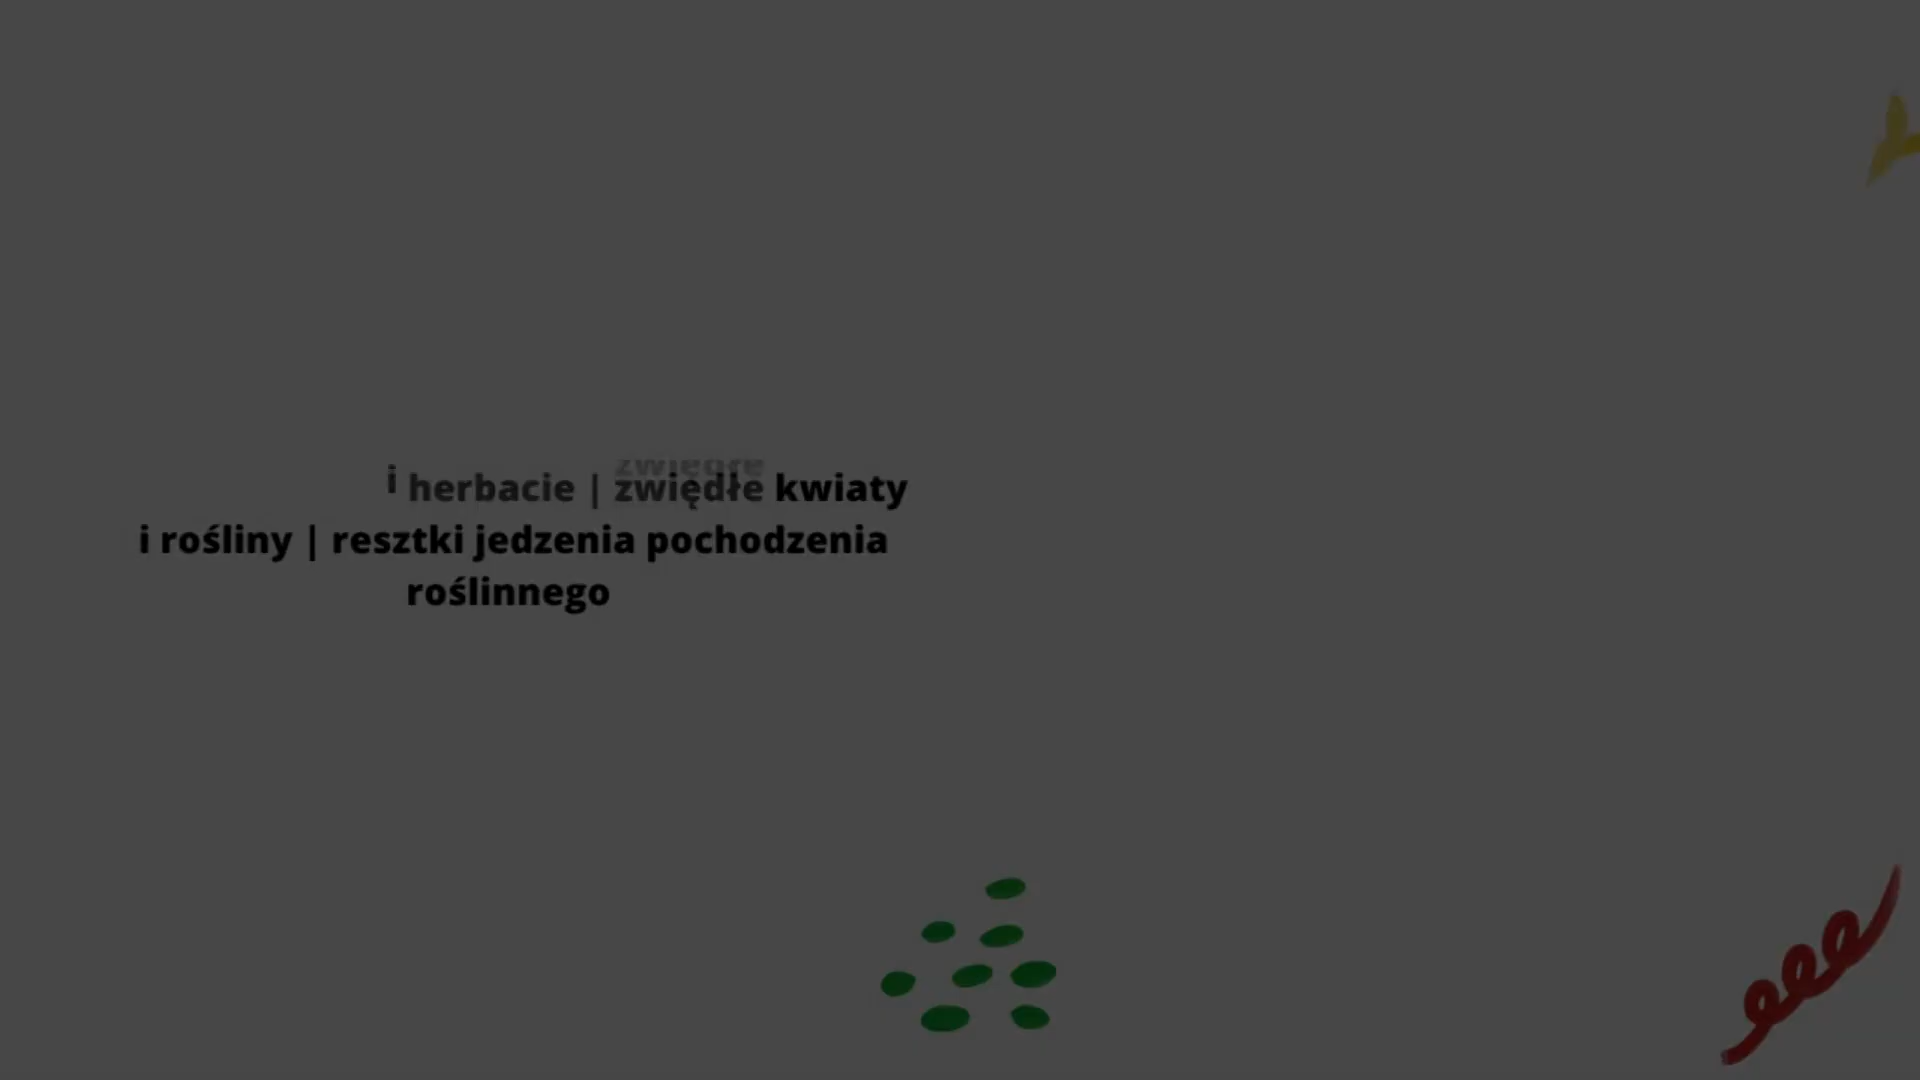 i herbacie | zwiędłe kwiaty
i rośliny | resztki jedzenia pochodzenia
roślinnego